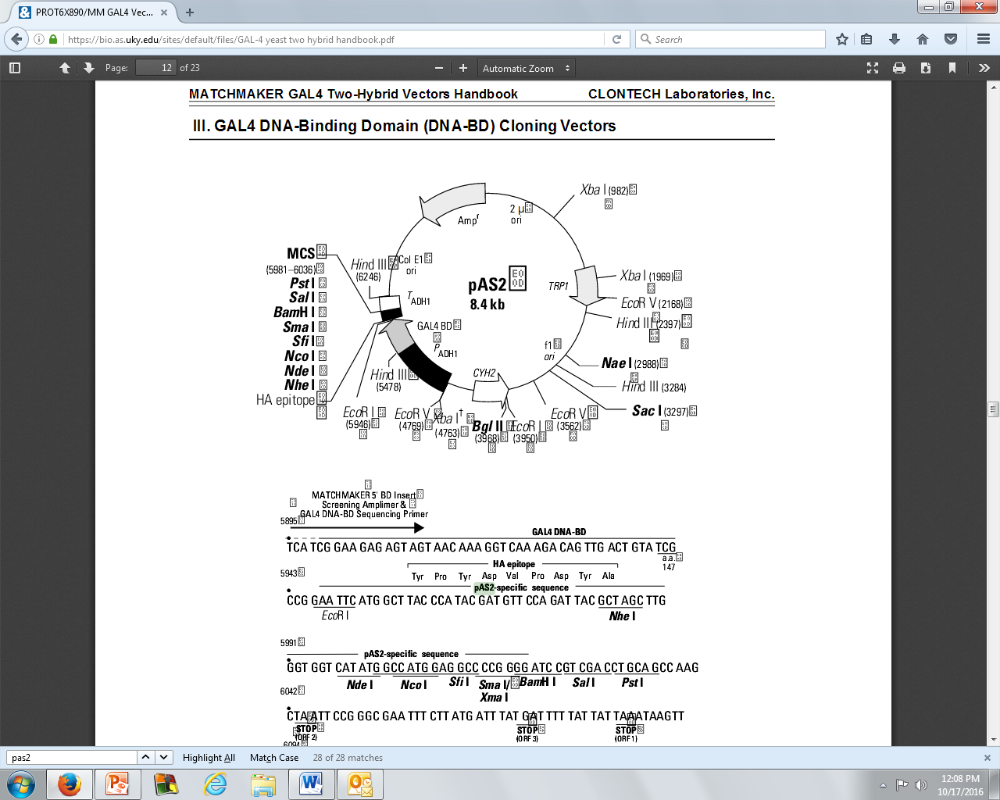 PROT6X890/MM GAL4 Vec...
https://bio.as.uky.edu/sites/default/files/GAL-4 yeast two hybrid handbook.pdf
Search
Page: 12 of 23
Automatic Zoom
MATCHMAKER GAL4 Two-Hybrid Vectors Handbook CLONTECH Laboratories, Inc.
III. GAL4 DNA-Binding Domain (DNA-BD) Cloning Vectors
Xba I (982)
2 µ
ori
Ampr
MCS
(5981–6036)
Pst I
Sal I
BamH I
Sma I
Sfi I
Nco I
Nde I
Nhe I
HA epitope
Hind III
(6246)
Col E1
ori
TADH1
pAS2
8.4 kb
TRP1
Xba I (1969)
EcoR V (2168)
Hind III (2397)
GAL4 BD
PADH1
f1
ori
Nae I (2988)
Hind III (3284)
Sac I (3297)
CYH2
Hind III
(5478)
EcoR I
(5946)
EcoR V
(4769)
Xba I†
(4763)
Bgl II
(3968)
EcoR I
(3950)
EcoR V
(3562)
MATCHMAKER 5' BD Insert
Screening Amplimer &
GAL4 DNA-BD Sequencing Primer
5895
GAL4 DNA-BD
TCA TCG GAA GAG AGT AGT AAC AAA GGT CAA AGA CAG TTG ACT GTA TCG
a.a.
147
HA epitope
5943
Tyr Pro Tyr Asp Val Pro Asp Tyr Ala
pAS2-specific sequence
CCG GAA TTC ATG GCT TAC CCA TAC GAT GTT CCA GAT TAC GCT AGC TTG
EcoR I
Nhe I
5991
pAS2-specific sequence
GGT GGT CAT ATG GCC ATG GAG GCC CCG GGG ATC CGT CGA CCT GCA GCC AAG
Nde I Nco I Sfi I Sma I/ BamH I Sal I Pst I
Xma I
6042
CTA ATT CCG GGC GAA TTT CTT ATG ATT TAT GAT TTT TAT TAT TAAATAAGTT
STOP STOP STOP
(ORF 2) (ORF 3) (ORF 1)
6094
pas2
Highlight All Match Case 28 of 28 matches
12:08 PM
10/17/2016